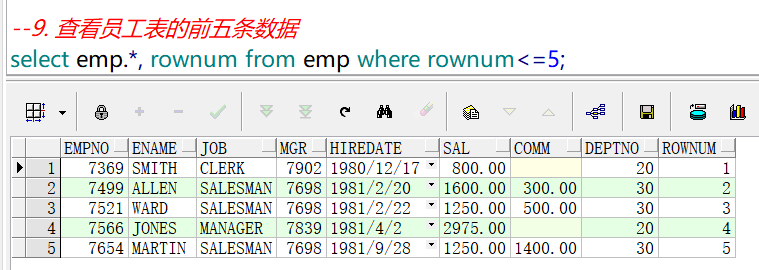 --9. 查看员工表的前五条数据
select emp.*, rownum from emp where rownum<=5;
EMPNO ENAME JOB MGR HIREDATE SAL COMM DEPTNO ROWNUM
1 7369 SMITH CLERK 7902 1980/12/17 800.00 20 1
2 7499 ALLEN SALESMAN 7698 1981/2/20 1600.00 300.00 30 2
3 7521 WARD SALESMAN 7698 1981/2/22 1250.00 500.00 30 3
4 7566 JONES MANAGER 7839 1981/4/2 2975.00 20 4
5 7654 MARTIN SALESMAN 7698 1981/9/28 1250.00 1400.00 30 5